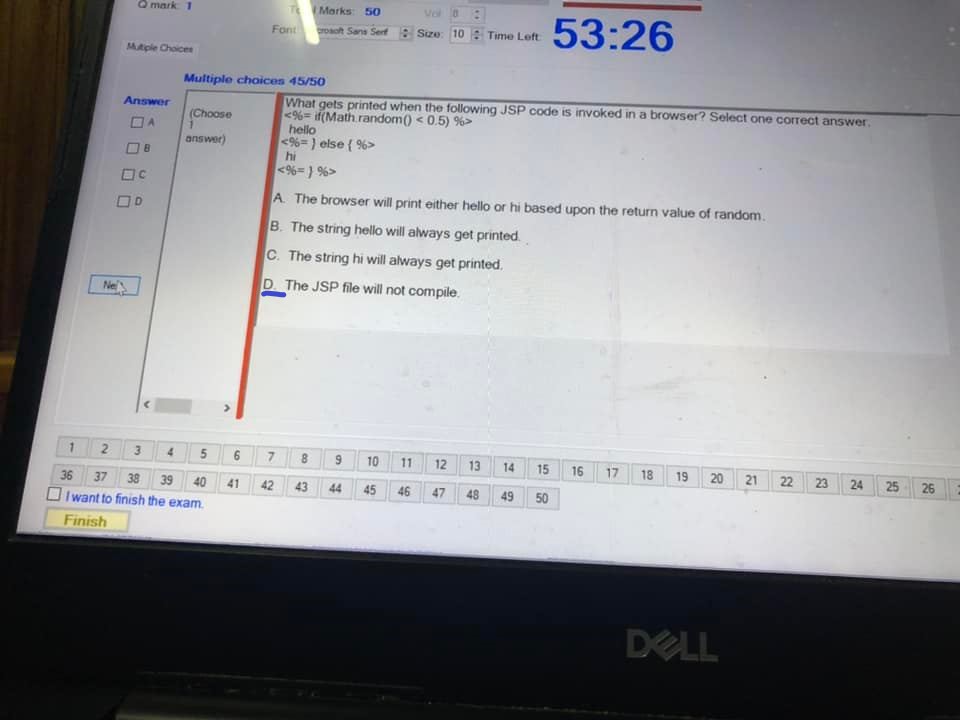 Q mark: 1
Marks: 50
Vol: 8
Font:
crosoft Sans Serif
Size: 10
Time Left: 53:26
Multiple Choices
Multiple choices 45/50
Answer
A
B
C
D
(Choose
1
answer)
What gets printed when the following JSP code is invoked in a browser? Select one correct answer.
<%= if(Math.random() < 0.5) %>
hello
<%= } else { %>
hi
<%= } %>
A. The browser will print either hello or hi based upon the return value of random.
B. The string hello will always get printed.
C. The string hi will always get printed.
D. The JSP file will not compile.
1 2 3 4 5 6 7 8 9 10 11 12 13 14 15 16 17 18 19 20 21 22 23 24 25 26
36 37 38 39 40 41 42 43 44 45 46 47 48 49 50
I want to finish the exam.
Finish
DELL